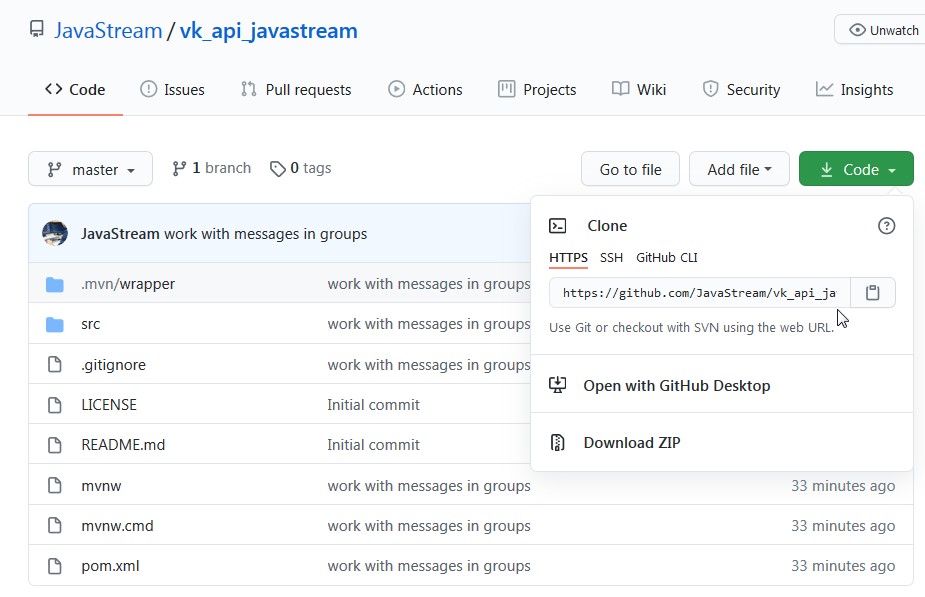 JavaStream / vk_api_javastream
Unwatch
Code Issues Pull requests Actions Projects Wiki Security Insights
master 1 branch 0 tags Go to file Add file Code
JavaStream work with messages in groups
.mvn/wrapper work with messages in groups
src work with messages in groups
.gitignore work with messages in groups
LICENSE Initial commit
README.md Initial commit
mvnw work with messages in groups 33 minutes ago
mvnw.cmd work with messages in groups 33 minutes ago
pom.xml work with messages in groups 33 minutes ago
Clone
HTTPS SSH GitHub CLI
https://github.com/JavaStream/vk_api_ja
Use Git or checkout with SVN using the web URL.
Open with GitHub Desktop
Download ZIP